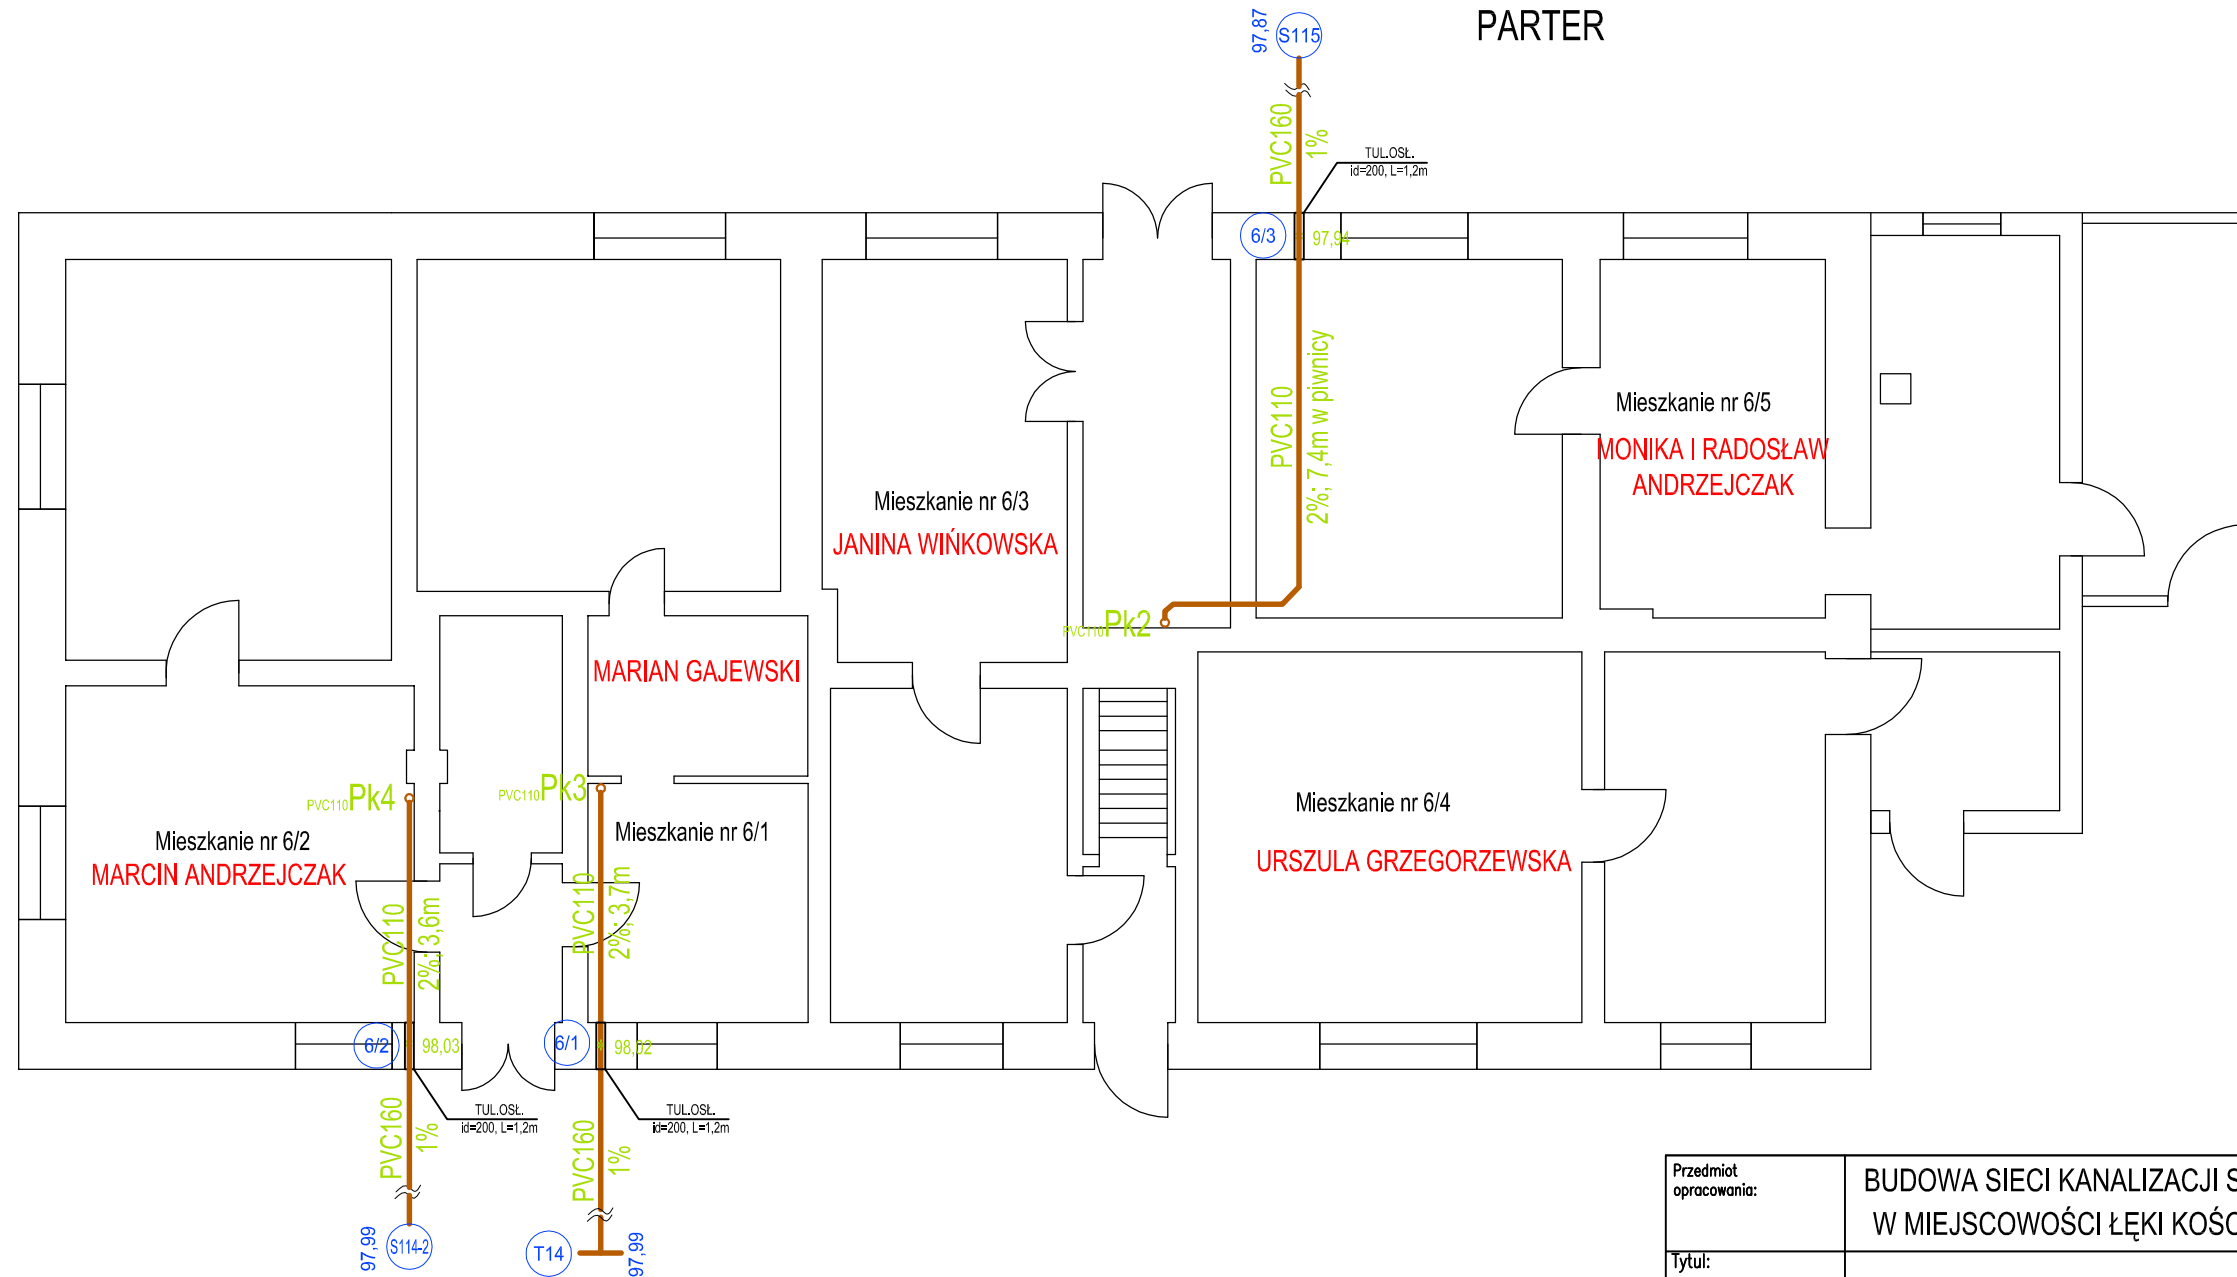 PARTER
97,87
S115
PVC160
1%
TUL.OSŁ.
id=200, L=1,2m
6/3
97,94
PVC110
2%; 7,4m w piwnicy
Mieszkanie nr 6/5
MONIKA I RADOSŁAW
ANDRZEJCZAK
Mieszkanie nr 6/3
JANINA WIŃKOWSKA
PVC110 Pk2
MARIAN GAJEWSKI
PVC110 Pk4
PVC110 Pk3
Mieszkanie nr 6/2
MARCIN ANDRZEJCZAK
Mieszkanie nr 6/1
Mieszkanie nr 6/4
URSZULA GRZEGORZEWSKA
PVC110
2%; 3,6m
PVC110
2%; 3,7m
6/2
98,03
6/1
98,02
TUL.OSŁ.
id=200, L=1,2m
TUL.OSŁ.
id=200, L=1,2m
PVC160
1%
PVC160
1%
97,99
S114-2
T14
97,99
Przedmiot
opracowania:
BUDOWA SIECI KANALIZACJI S
W MIEJSCOWOŚCI ŁĘKI KOŚC
Tytuł: